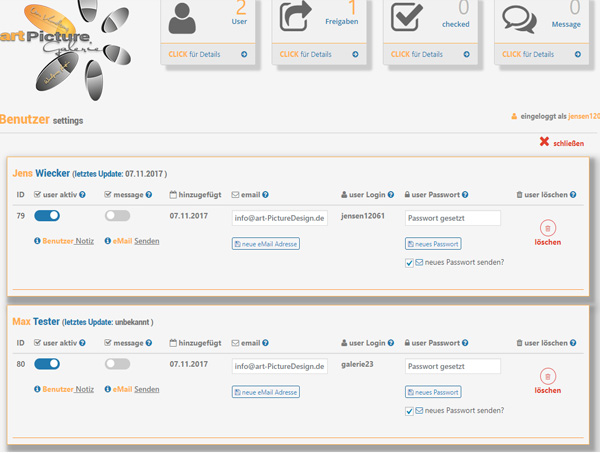 2
User
CLICK für Details
1
Freigaben
CLICK für Details
0
checked
CLICK für Details
0
Message
CLICK für Details
artPicture
Galerie
Benutzer settings
eingeloggt als jensen120
schließen
Jens Wiecker (letztes Update: 07.11.2017 )
ID user aktiv message hinzugefügt email user Login user Passwort user löschen
79 07.11.2017 info@art-PictureDesign.de jensen12061 Passwort gesetzt
Benutzer Notiz eMail Senden neue eMail Adresse neues Passwort löschen
neues Passwort senden?
Max Tester (letztes Update: unbekannt )
ID user aktiv message hinzugefügt email user Login user Passwort user löschen
80 07.11.2017 info@art-PictureDesign.de galerie23 Passwort gesetzt
Benutzer Notiz eMail Senden neue eMail Adresse neues Passwort löschen
neues Passwort senden?